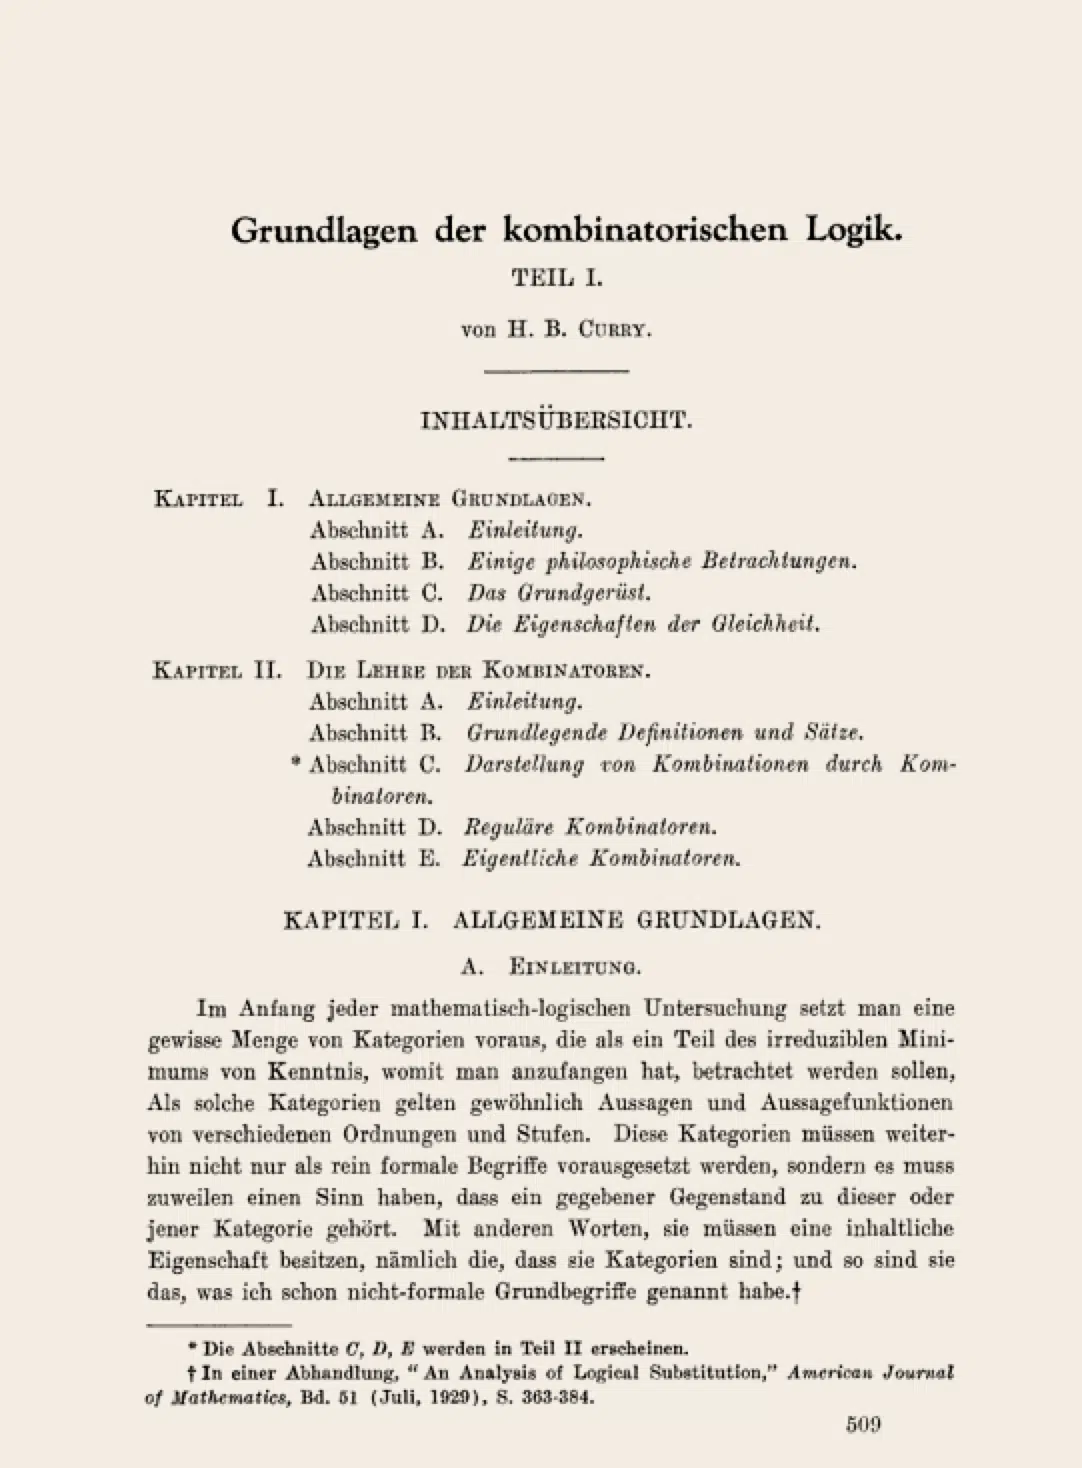 Grundlagen der kombinatorischen Logik.
TEIL I.
von H. B. CURRY.
INHALTSÜBERSICHT.
KAPITEL I. ALLGEMEINE GRUNDLAGEN.
Abschnitt A. Einleitung.
Abschnitt B. Einige philosophische Betrachtungen.
Abschnitt C. Das Grundgerüst.
Abschnitt D. Die Eigenschaften der Gleichheit.
KAPITEL II. DIE LEHRE DER KOMBINATOREN.
Abschnitt A. Einleitung.
Abschnitt B. Grundlegende Definitionen und Sätze.
* Abschnitt C. Darstellung von Kombinationen durch Kom-
binatoren.
Abschnitt D. Reguläre Kombinatoren.
Abschnitt E. Eigentliche Kombinatoren.
KAPITEL I. ALLGEMEINE GRUNDLAGEN.
A. EINLEITUNG.
Im Anfang jeder mathematisch-logischen Untersuchung setzt man eine
gewisse Menge von Kategorien voraus, die als ein Teil des irreduziblen Mini-
mums von Kenntnis, womit man anzufangen hat, betrachtet werden sollen,
Als solche Kategorien gelten gewöhnlich Aussagen und Aussagefunktionen
von verschiedenen Ordnungen und Stufen. Diese Kategorien müssen weiter-
hin nicht nur als rein formale Begriffe vorausgesetzt werden, sondern es muss
zuweilen einen Sinn haben, dass ein gegebener Gegenstand zu dieser oder
jener Kategorie gehört. Mit anderen Worten, sie müssen eine inhaltliche
Eigenschaft besitzen, nämlich die, dass sie Kategorien sind; und so sind sie
das, was ich schon nicht-formale Grundbegriffe genannt habe.†
* Die Abschnitte C, D, E werden in Teil II erscheinen.
† In einer Abhandlung, “ An Analysis of Logical Substitution,” American Journal
of Mathematics, Bd. 51 (Juli, 1929), S. 363-384.
509